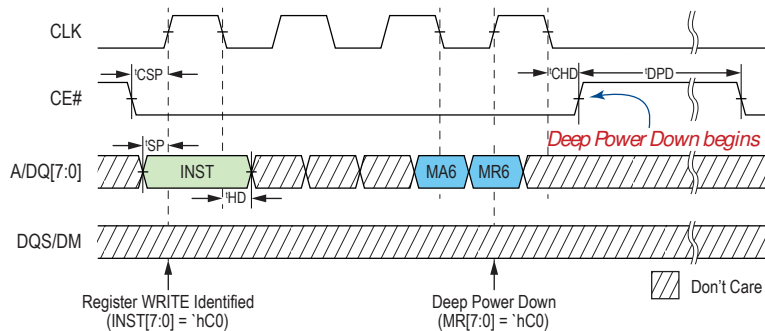 CLK
tCSP
tCHD
tDPD
CE#
Deep Power Down begins
tSP
A/DQ[7:0]
INST
MA6
MR6
tHD
DQS/DM
Register WRITE Identified
(INST[7:0] = `hC0)
Deep Power Down
(MR[7:0] = `hC0)
Don't Care